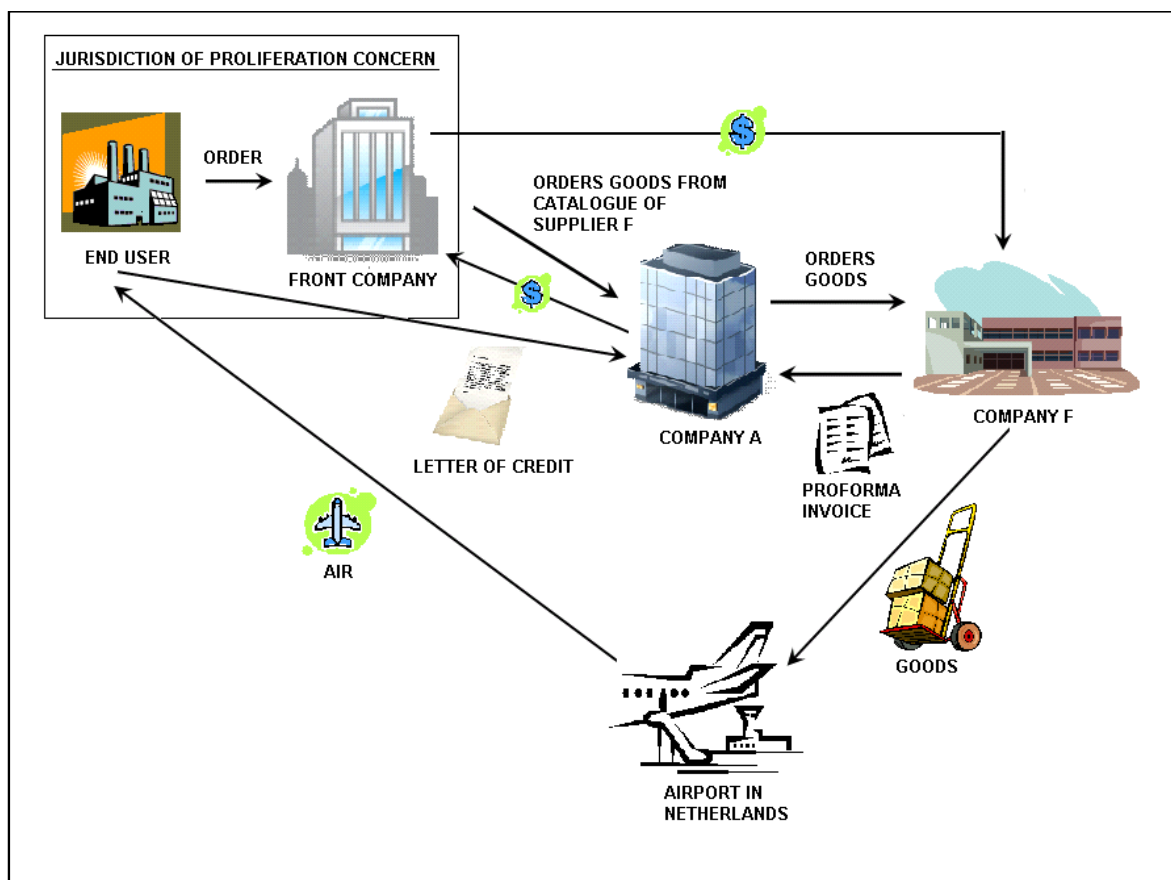 JURISDICTION OF PROLIFERATION CONCERN
ORDER
END USER
FRONT COMPANY
$
ORDERS GOODS FROM
CATALOGUE OF
SUPPLIER F
$
ORDERS
GOODS
COMPANY A
COMPANY F
LETTER OF CREDIT
PROFORMA
INVOICE
AIR
GOODS
AIRPORT IN
NETHERLANDS